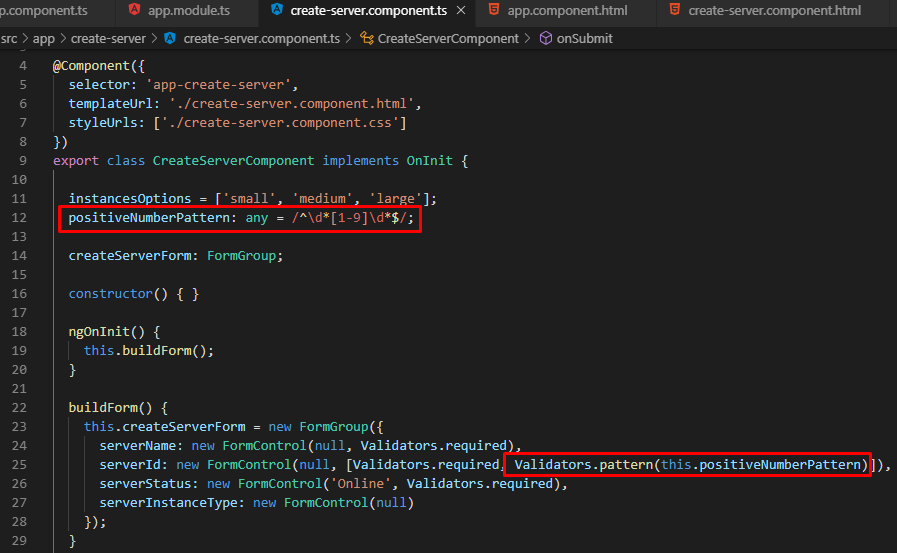 p.component.ts app.module.ts create-server.component.ts × app.component.html create-server.component.html
src > app > create-server > create-server.component.ts > CreateServerComponent > onSubmit
4 @Component({
5 selector: 'app-create-server',
6 templateUrl: './create-server.component.html',
7 styleUrls: ['./create-server.component.css']
8 })
9 export class CreateServerComponent implements OnInit {
10
11 instancesOptions = ['small', 'medium', 'large'];
12 positiveNumberPattern: any = /^\d*[1-9]\d*$/;
13
14 createServerForm: FormGroup;
15
16 constructor() { }
17
18 ngOnInit() {
19 this.buildForm();
20 }
21
22 buildForm() {
23 this.createServerForm = new FormGroup({
24 serverName: new FormControl(null, Validators.required),
25 serverId: new FormControl(null, [Validators.required, Validators.pattern(this.positiveNumberPattern)]),
26 serverStatus: new FormControl('Online', Validators.required),
27 serverInstanceType: new FormControl(null)
28 });
29 }